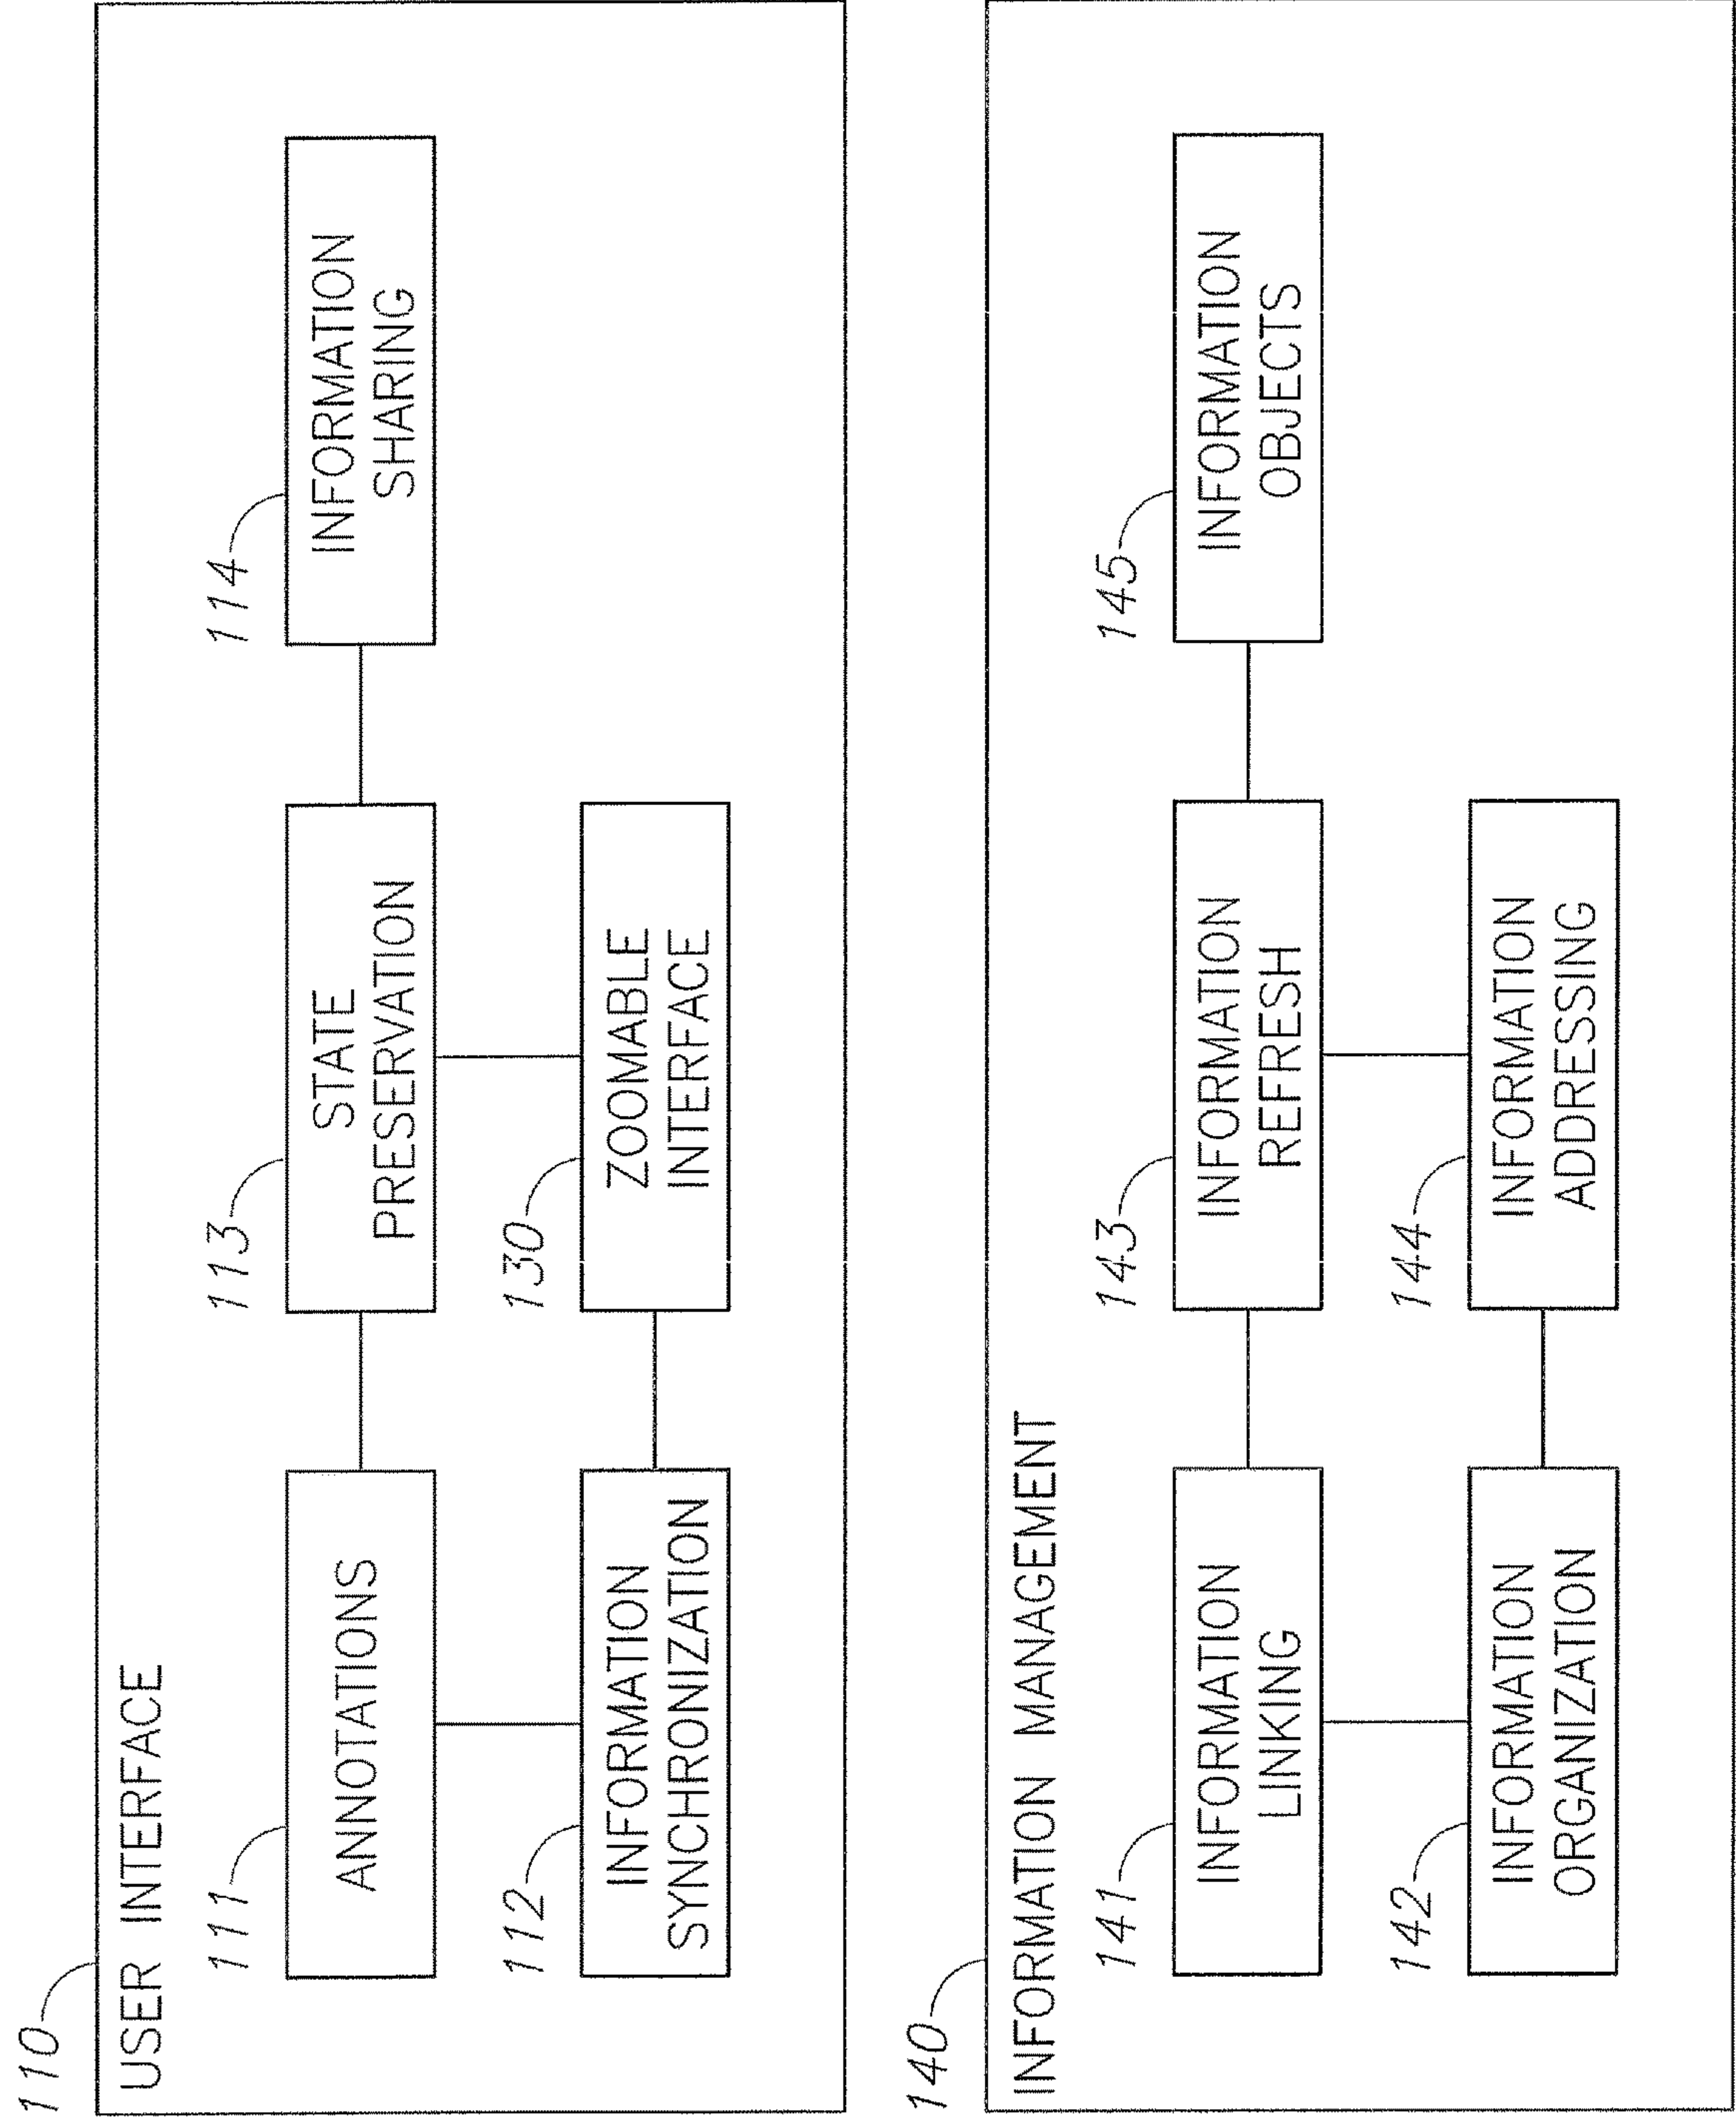 110
USER INTERFACE
111
ANNOTATIONS
113
STATE
PRESERVATION
114
INFORMATION
SHARING
112
INFORMATION
SYNCHRONIZATION
130
ZOOMABLE
INTERFACE
140
INFORMATION MANAGEMENT
141
INFORMATION
LINKING
143
INFORMATION
REFRESH
145
INFORMATION
OBJECTS
142
INFORMATION
ORGANIZATION
144
INFORMATION
ADDRESSING